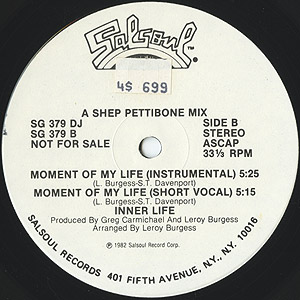 Salsoul
4$ 699
A SHEP PETTIBONE MIX
SG 379 DJ
SG 379 B
NOT FOR SALE
SIDE B
STEREO
ASCAP
33⅓ RPM
MOMENT OF MY LIFE (INSTRUMENTAL) 5:25
(L. Burgess-S.T. Davenport)
MOMENT OF MY LIFE (SHORT VOCAL) 5:15
(L. Burgess-S.T. Davenport)
INNER LIFE
Produced By Greg Carmichael and Leroy Burgess
Arranged By Leroy Burgess
℗ 1982 Salsoul Record Corp.
SALSOUL RECORDS 401 FIFTH AVENUE, N.Y., N.Y. 10016